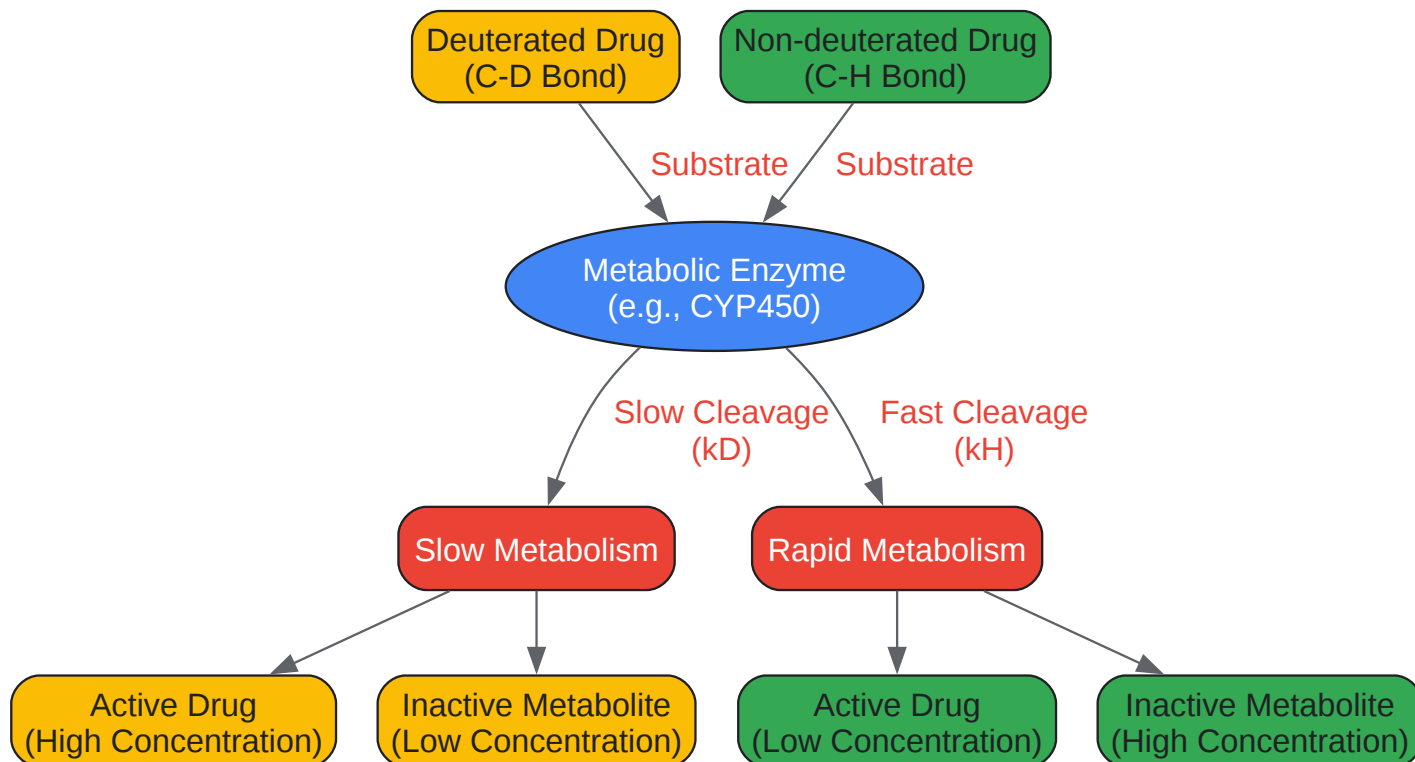 Deuterated Drug
(C-D Bond)
Non-deuterated Drug
(C-H Bond)
Substrate
Substrate
Metabolic Enzyme
(e.g., CYP450)
Slow Cleavage
(kD)
Fast Cleavage
(kH)
Slow Metabolism
Rapid Metabolism
Active Drug
(High Concentration)
Inactive Metabolite
(Low Concentration)
Active Drug
(Low Concentration)
Inactive Metabolite
(High Concentration)